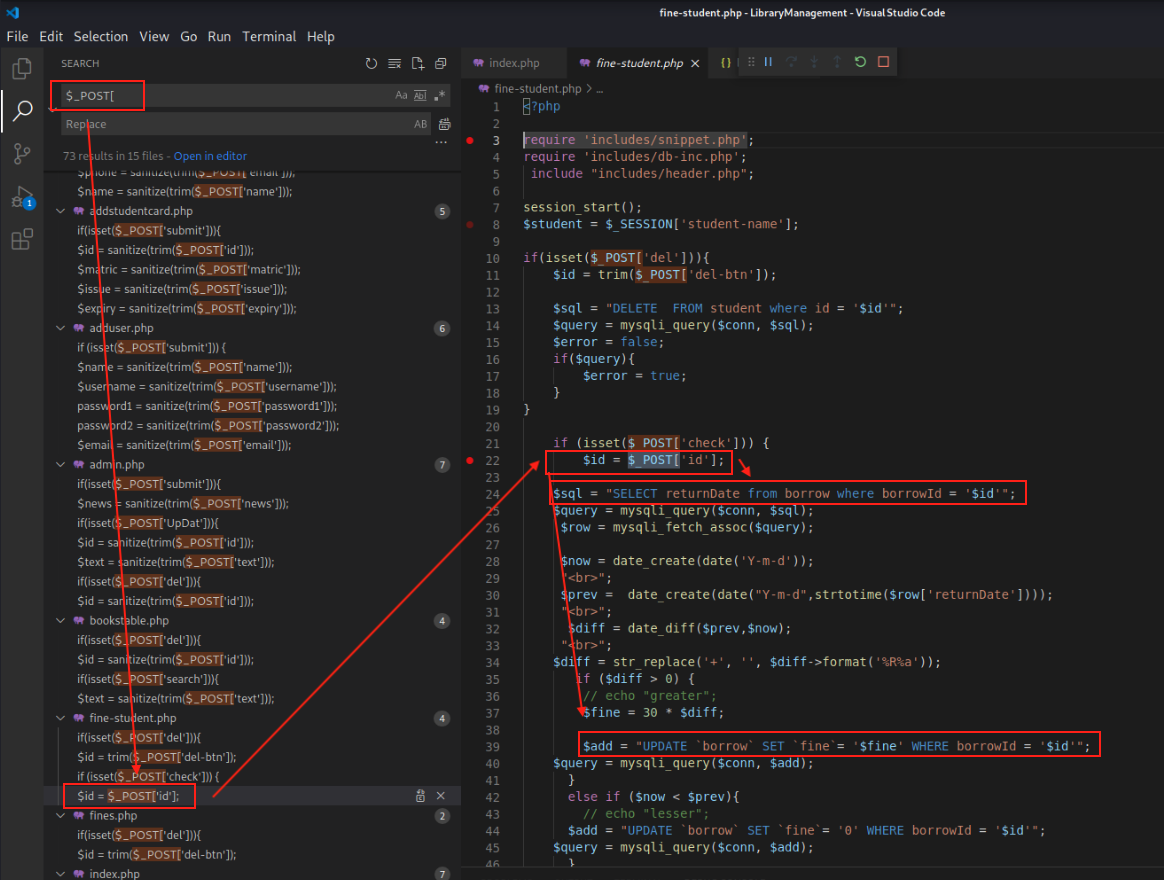 fine-student.php - LibraryManagement - Visual Studio Code
File Edit Selection View Go Run Terminal Help
SEARCH
$_POST[
Aa Ab| .*
Replace
AB
...
73 results in 15 files - Open in editor
$phone = sanitize(trim($_POST['email']));
$name = sanitize(trim($_POST['name']));
addstudentcard.php 5
if(isset($_POST['submit'])){
$id = sanitize(trim($_POST['id']));
$matric = sanitize(trim($_POST['matric']));
$issue = sanitize(trim($_POST['issue']));
$expiry = sanitize(trim($_POST['expiry']));
adduser.php 6
if (isset($_POST['submit'])) {
$name = sanitize(trim($_POST['name']));
$username = sanitize(trim($_POST['username']));
password1 = sanitize(trim($_POST['password1']));
password2 = sanitize(trim($_POST['password2']));
$email = sanitize(trim($_POST['email']));
admin.php 7
if(isset($_POST['submit'])){
$news = sanitize(trim($_POST['news']));
if(isset($_POST['UpDat'])){
$id = sanitize(trim($_POST['id']));
$text = sanitize(trim($_POST['text']));
if(isset($_POST['del'])){
$id = sanitize(trim($_POST['id']));
bookstable.php 4
if(isset($_POST['del'])){
$id = sanitize(trim($_POST['id']));
if(isset($_POST['search'])){
$text = sanitize(trim($_POST['text']));
fine-student.php 4
if(isset($_POST['del'])){
$id = trim($_POST['del-btn']);
if (isset($_POST['check'])) {
$id = $_POST['id'];
fines.php 2
if(isset($_POST['del'])){
$id = trim($_POST['del-btn']);
index.php 7
1
index.php
fine-student.php
{}
fine-student.php > ...
1 <?php
2
3 require 'includes/snippet.php';
4 require 'includes/db-inc.php';
5 include "includes/header.php";
6
7 session_start();
8 $student = $_SESSION['student-name'];
9
10 if(isset($_POST['del'])){
11 $id = trim($_POST['del-btn']);
12
13 $sql = "DELETE FROM student where id = '$id'";
14 $query = mysqli_query($conn, $sql);
15 $error = false;
16 if($query){
17 $error = true;
18 }
19 }
20
21 if (isset($_POST['check'])) {
22 $id = $_POST['id'];
23
24 $sql = "SELECT returnDate from borrow where borrowId = '$id'";
25 $query = mysqli_query($conn, $sql);
26 $row = mysqli_fetch_assoc($query);
27
28 $now = date_create(date('Y-m-d'));
29 "<br>";
30 $prev = date_create(date("Y-m-d",strtotime($row['returnDate'])));
31 "<br>";
32 $diff = date_diff($prev,$now);
33 "<br>";
34 $diff = str_replace('+', '', $diff->format('%R%a'));
35 if ($diff > 0) {
36 // echo "greater";
37 $fine = 30 * $diff;
38
39 $add = "UPDATE `borrow` SET `fine`= '$fine' WHERE borrowId = '$id'";
40 $query = mysqli_query($conn, $add);
41 }
42 else if ($now < $prev){
43 // echo "lesser";
44 $add = "UPDATE `borrow` SET `fine`= '0' WHERE borrowId = '$id'";
45 $query = mysqli_query($conn, $add);
46 }